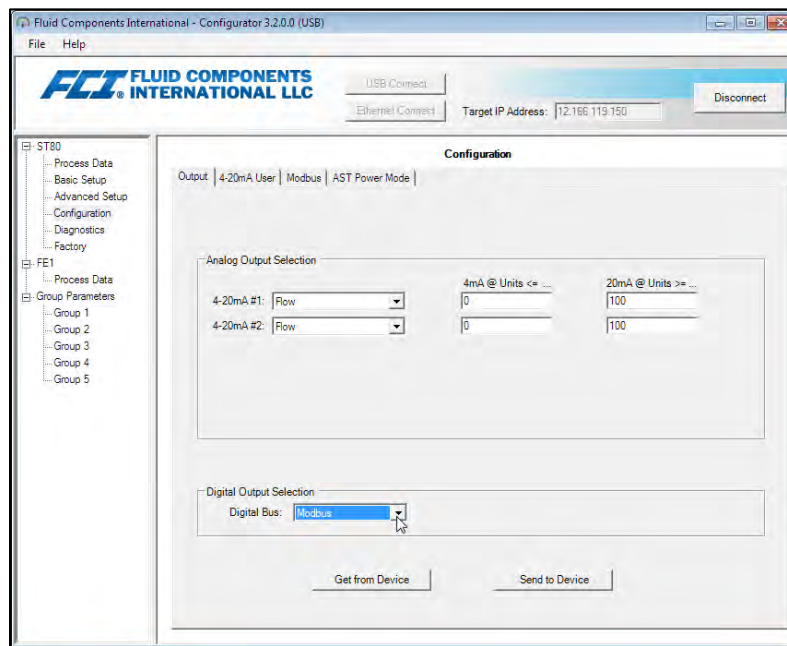 Fluid Components International - Configurator 3.2.0.0 (USB)
File Help
FCI® FLUID COMPONENTS
INTERNATIONAL LLC
USB Connect
Ethernet Connect
Target IP Address: 12.166.119.150
Disconnect
ST80
Process Data
Basic Setup
Advanced Setup
Configuration
Diagnostics
Factory
FE1
Process Data
Group Parameters
Group 1
Group 2
Group 3
Group 4
Group 5
Configuration
Output 4-20mA User Modbus AST Power Mode
Analog Output Selection
4mA @ Units <= ... 20mA @ Units >= ...
4-20mA #1: Flow 0 100
4-20mA #2: Flow 0 100
Digital Output Selection
Digital Bus: Modbus
Get from Device Send to Device